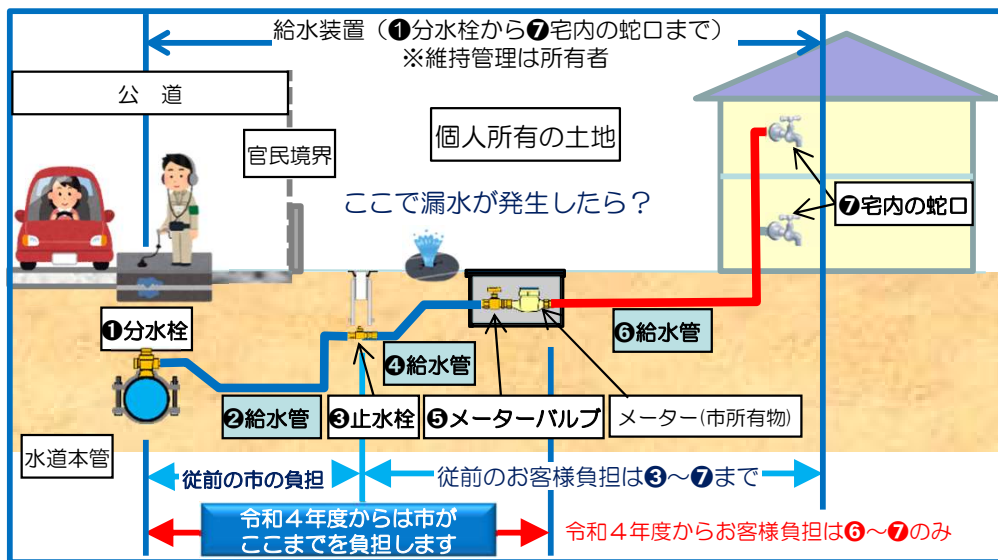 給水装置（❶分水栓から❼宅内の蛇口まで）
※維持管理は所有者
公　道
官民境界
個人所有の土地
ここで漏水が発生したら？
❼宅内の蛇口
❶分水栓
❻給水管
❹給水管
❷給水管
❸止水栓
❺メーターバルブ
メーター(市所有物)
水道本管
従前の市の負担
従前のお客様負担は❸～❼まで
令和４年度からは市が
ここまでを負担します
令和４年度からお客様負担は❻～❼のみ